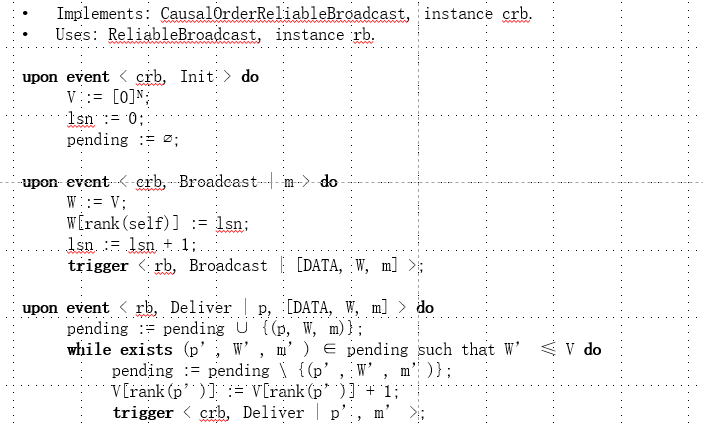 • Implements: CausalOrderReliableBroadcast, instance crb.
• Uses: ReliableBroadcast, instance rb.
upon event < crb, Init > do
V := [0]ᴺ;
lsn := 0;
pending := ∅;
upon event < crb, Broadcast | m > do
W := V;
W[rank(self)] := lsn;
lsn := lsn + 1;
trigger < rb, Broadcast | [DATA, W, m] >;
upon event < rb, Deliver | p, [DATA, W, m] > do
pending := pending ∪ {(p, W, m)};
while exists (p’, W’, m’) ∈ pending such that W’ ≤ V do
pending := pending \ {(p’, W’, m’)};
V[rank(p’)] := V[rank(p’)] + 1;
trigger < crb, Deliver | p’, m’ >;